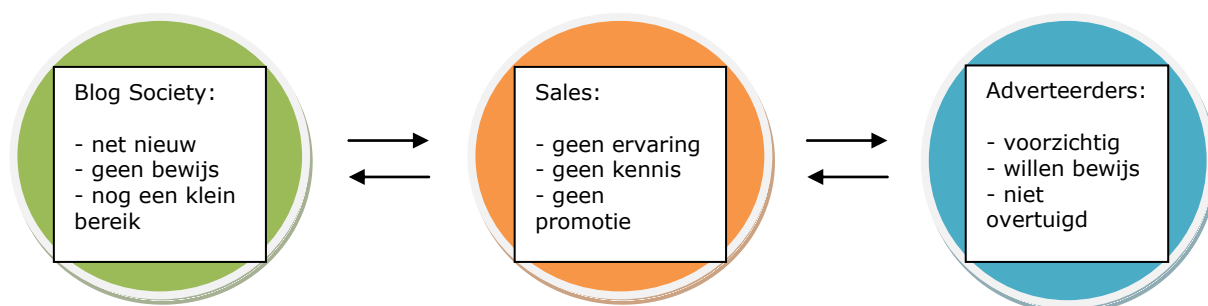 Blog Society:
- net nieuw
- geen bewijs
- nog een klein
bereik
Sales:
- geen ervaring
- geen kennis
- geen
promotie
Adverteerders:
- voorzichtig
- willen bewijs
- niet
overtuigd